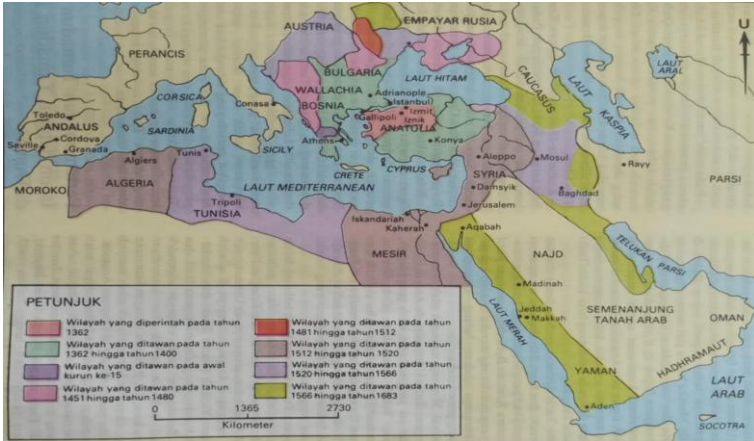 AUSTRIA
EMPAYAR RUSIA
U
PERANCIS
LAUT ARAL
BULGARIA
LAUT HITAM
CAUCASUS
LAUT KASPIA
WALLACHIA
CORSICA
Adrianople
Istanbul
BOSNIA
Conasa
Toledo
Izmit
Gallipoli
Iznik
ANDALUS
SARDINIA
ANATOLIA
Cordova
Seville
Granada
Algiers
Tunis
SICILY
Athens
Konya
Aleppo
Mosul
Rayy
CRETE
CYPRUS
SYRIA
MOROKO
ALGERIA
LAUT MEDITERRANEAN
Damsyik
Baghdad
PARSI
Tripoli
TUNISIA
Jerusalem
Iskandariah
Kaherah
Aqabah
MESIR
NAJD
TELUKAN PARSI
Madinah
SEMENANJUNG
TANAH ARAB
OMAN
Jeddah
Makkah
LAUT MERAH
HADHRAMAUT
YAMAN
LAUT
ARAB
Aden
SOCOTRA
PETUNJUK
Wilayah yang diperintah pada tahun
1362
Wilayah yang ditawan pada tahun
1362 hingga tahun 1400
Wilayah yang ditawan pada awal
kurun ke-15
Wilayah yang ditawan pada tahun
1451 hingga tahun 1480
Wilayah yang ditawan pada tahun
1481 hingga tahun 1512
Wilayah yang ditawan pada tahun
1512 hingga tahun 1520
Wilayah yang ditawan pada tahun
1520 hingga tahun 1566
Wilayah yang ditawan pada tahun
1566 hingga tahun 1683
0 1365 2730
Kilometer